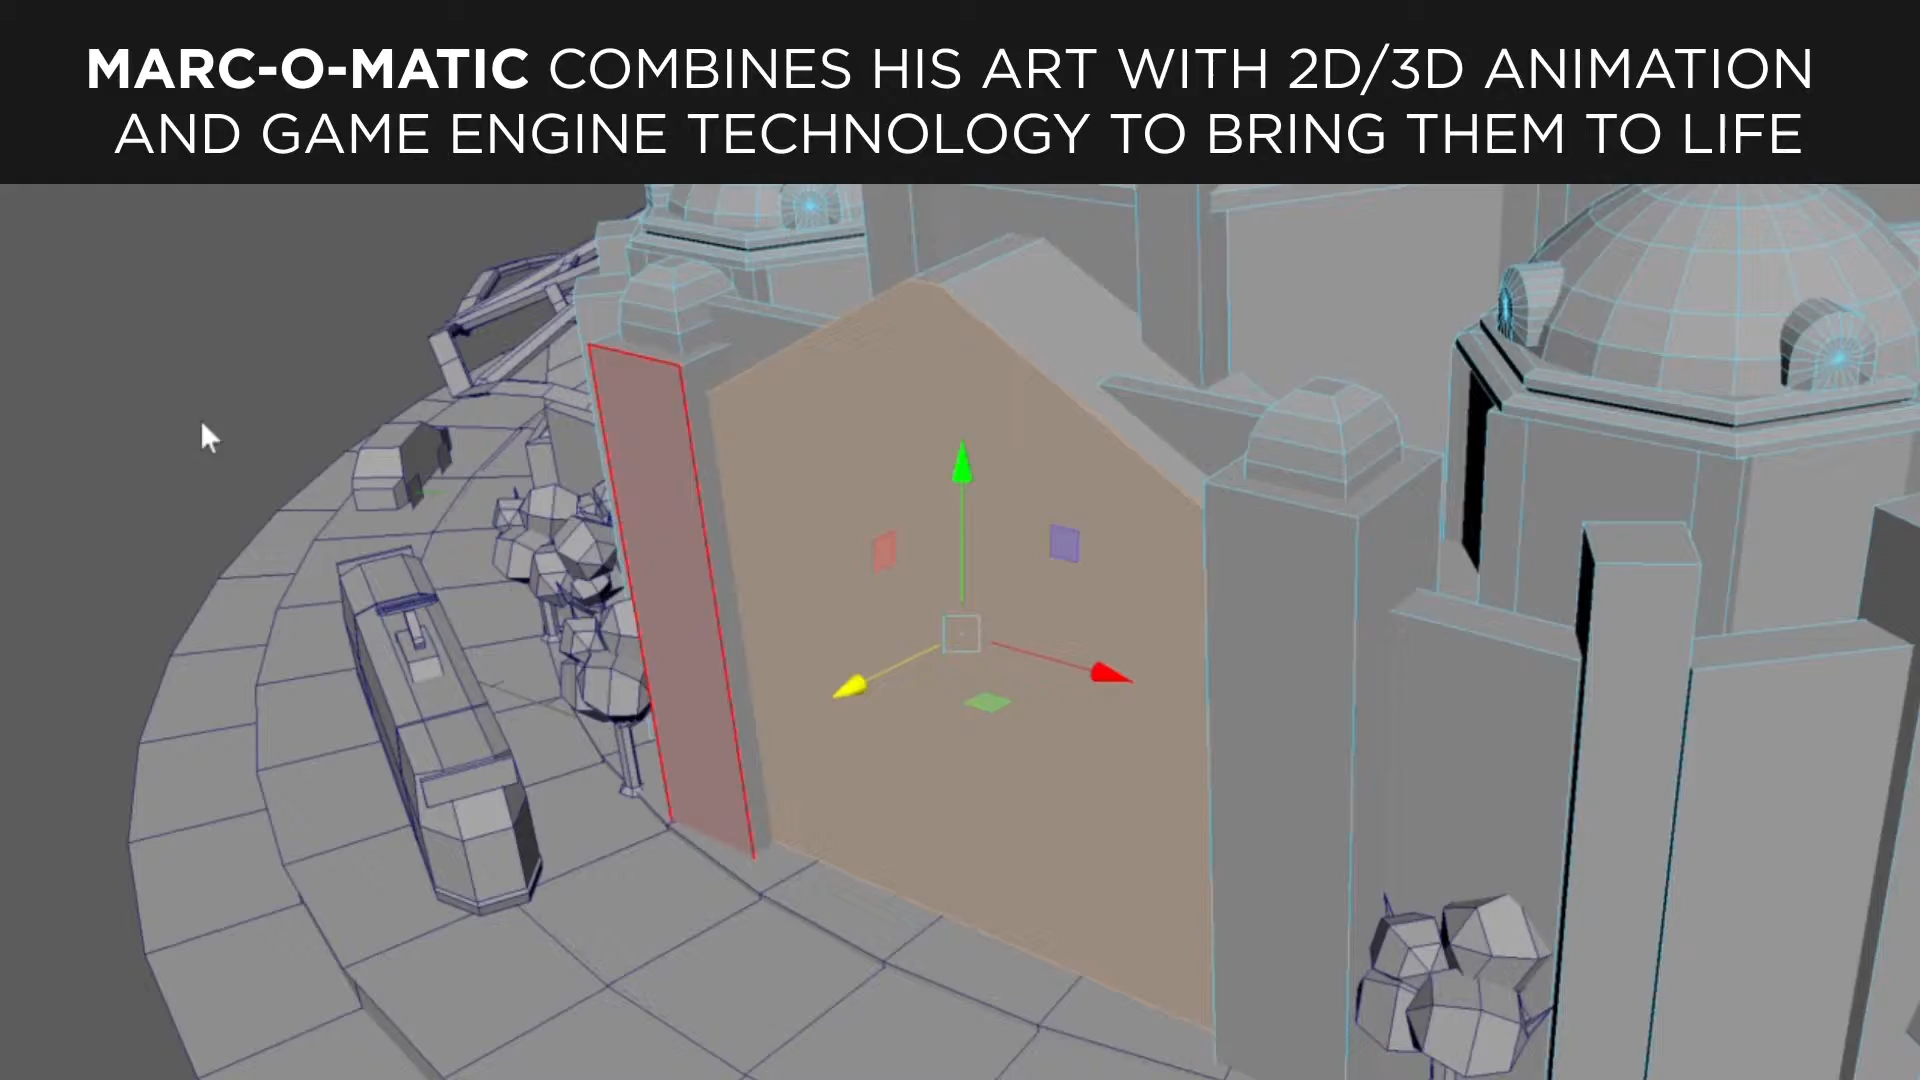 MARC-O-MATIC COMBINES HIS ART WITH 2D/3D ANIMATION
AND GAME ENGINE TECHNOLOGY TO BRING THEM TO LIFE